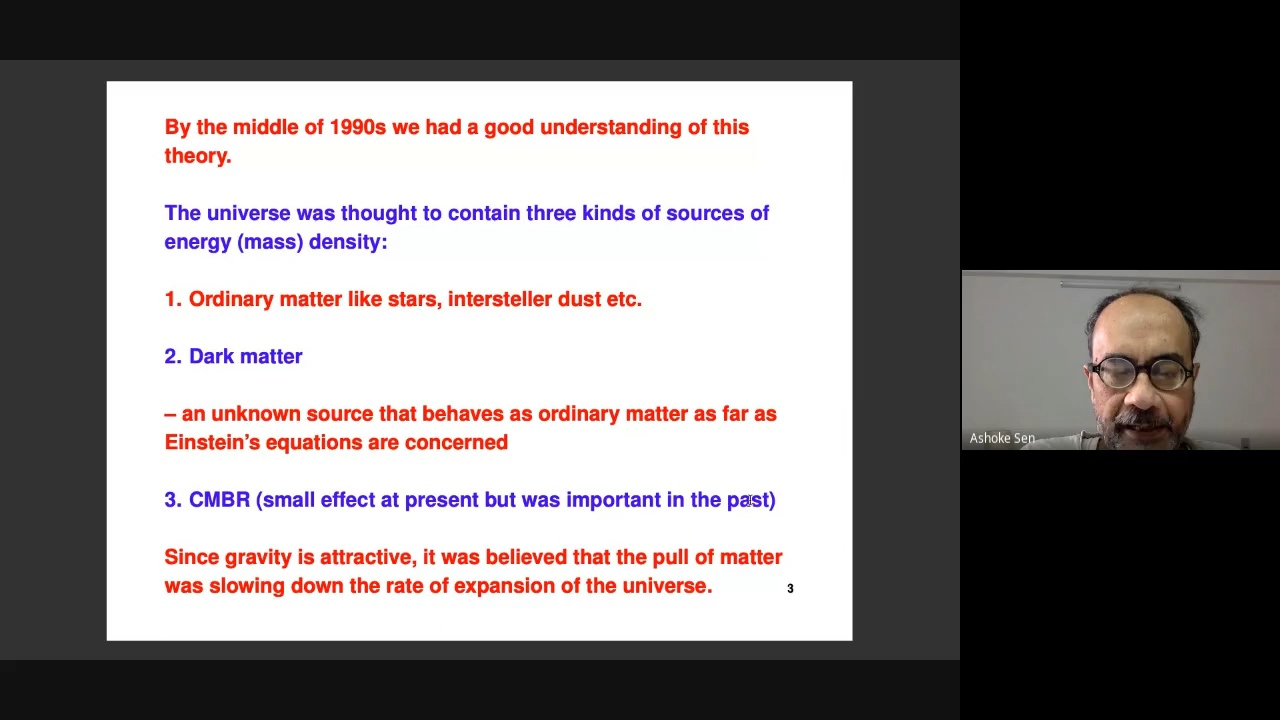 By the middle of 1990s we had a good understanding of this
theory.
The universe was thought to contain three kinds of sources of
energy (mass) density:
1. Ordinary matter like stars, intersteller dust etc.
2. Dark matter
– an unknown source that behaves as ordinary matter as far as
Einstein's equations are concerned
3. CMBR (small effect at present but was important in the past)
Since gravity is attractive, it was believed that the pull of matter
was slowing down the rate of expansion of the universe.
3
Ashoke Sen